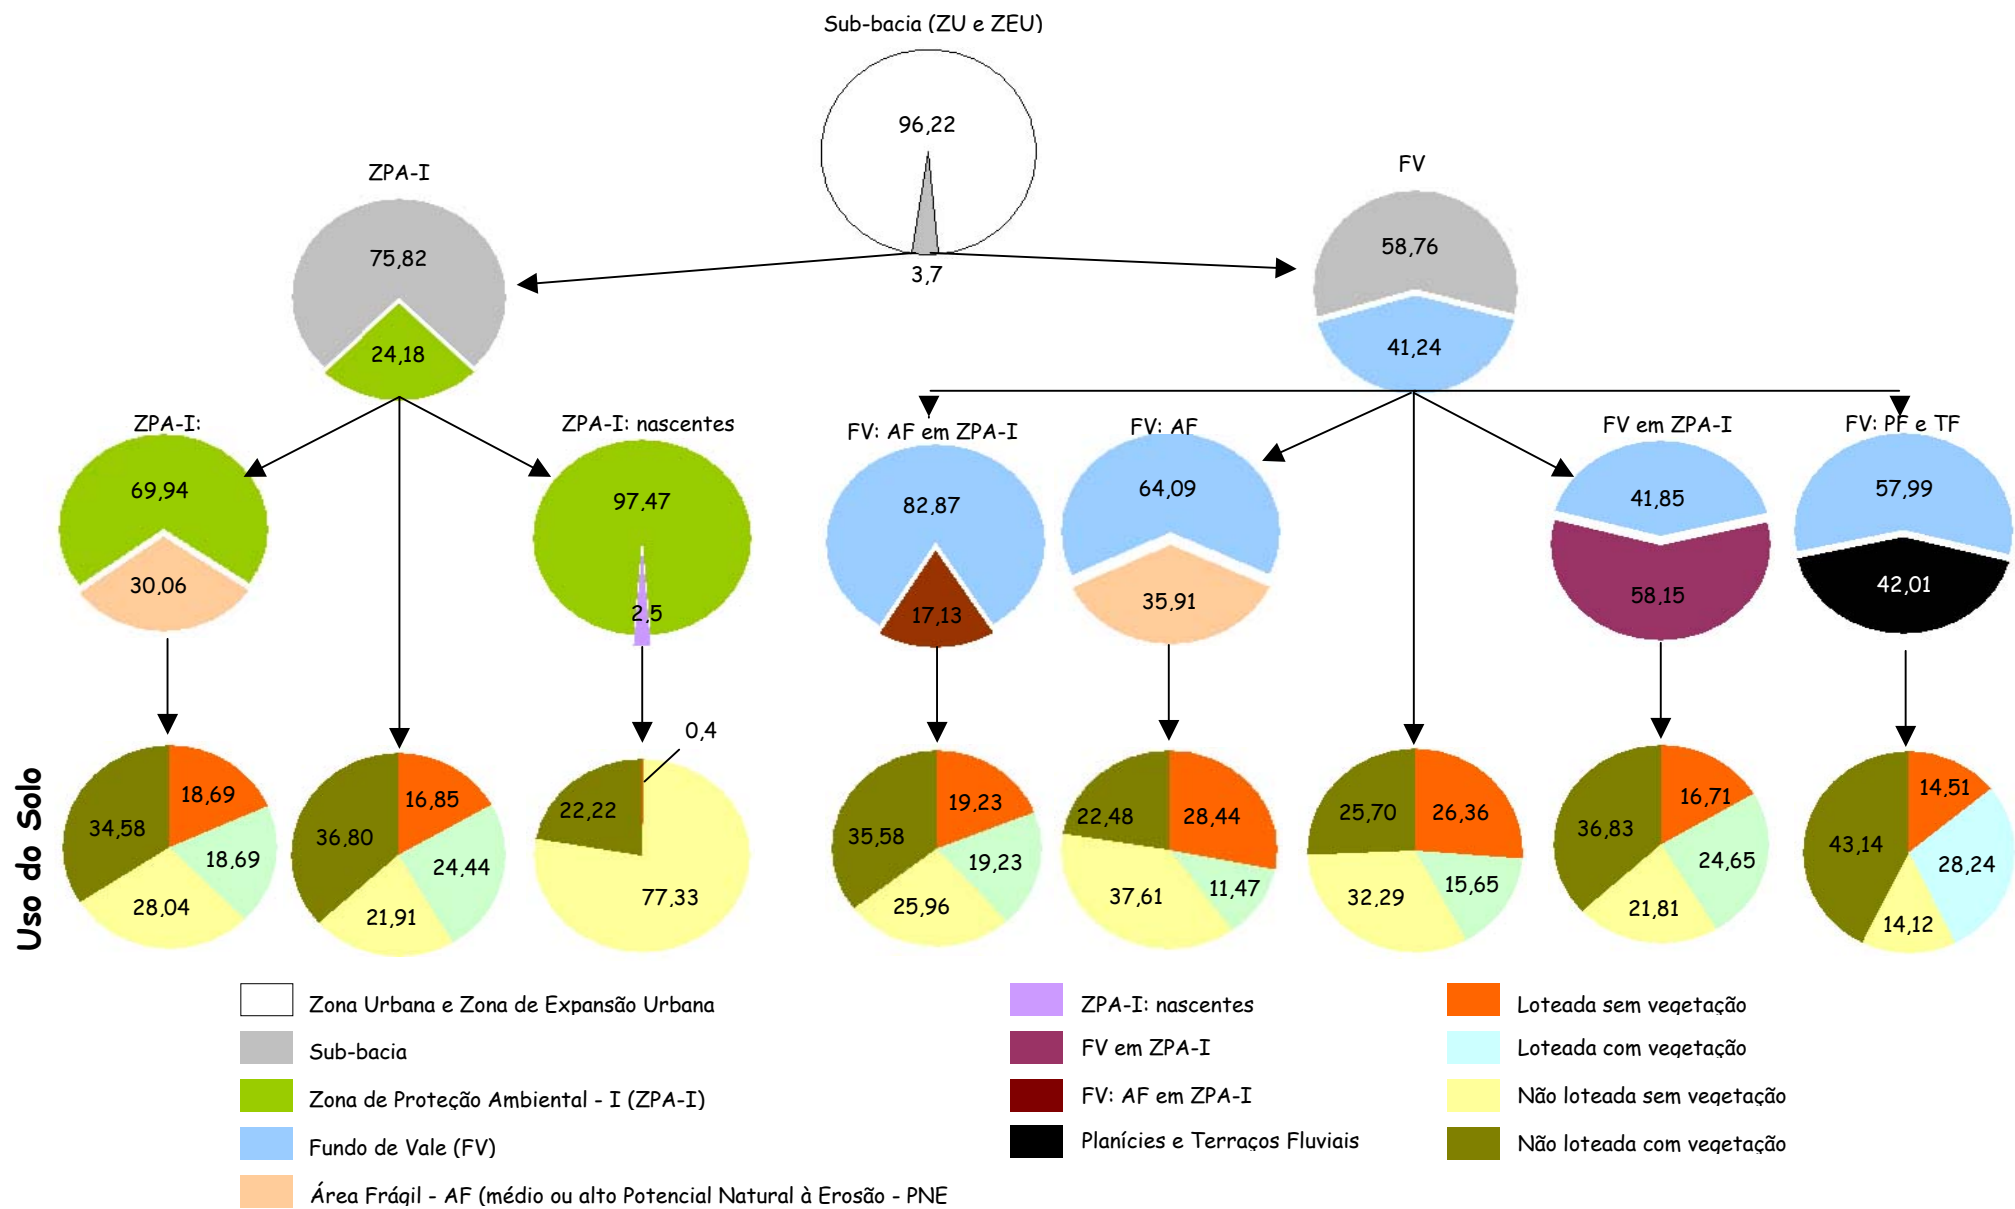 Sub-bacia (ZU e ZEU)
96,22
3,7
ZPA-I
75,82
24,18
FV
58,76
41,24
ZPA-I:
69,94
30,06
ZPA-I: nascentes
97,47
2,5
FV: AF em ZPA-I
82,87
17,13
FV: AF
64,09
35,91
FV em ZPA-I
41,85
58,15
FV: PF e TF
57,99
42,01
Uso do Solo
34,58
18,69
18,69
28,04
36,80
16,85
24,44
21,91
0,4
22,22
77,33
35,58
19,23
19,23
25,96
22,48
28,44
11,47
37,61
25,70
26,36
15,65
32,29
36,83
16,71
24,65
21,81
43,14
14,51
28,24
14,12
Zona Urbana e Zona de Expansão Urbana
Sub-bacia
Zona de Proteção Ambiental - I (ZPA-I)
Fundo de Vale (FV)
Área Frágil - AF (médio ou alto Potencial Natural à Erosão - PNE
ZPA-I: nascentes
FV em ZPA-I
FV: AF em ZPA-I
Planícies e Terraços Fluviais
Loteada sem vegetação
Loteada com vegetação
Não loteada sem vegetação
Não loteada com vegetação